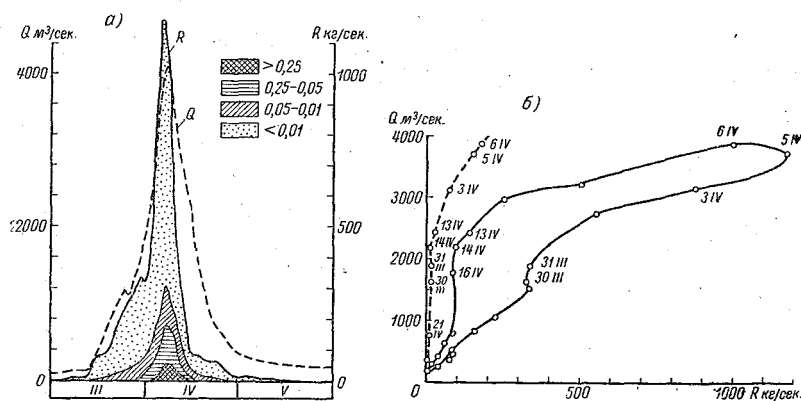 а)
Q м³/сек.
R кг/сек.
4000
2000
0
1000
500
0
R
Q
>0,25
0,25–0,05
0,05–0,01
<0,01
III
IV
V
б)
Q м³/сек.
4000
3000
2000
1000
0
500
1000
R кг/сек.
6 IV
5 IV
3 IV
13 IV
14 IV
31 III
30 III
21 IV
6 IV
5 IV
3 IV
13 IV
14 IV
16 IV
31 III
30 III